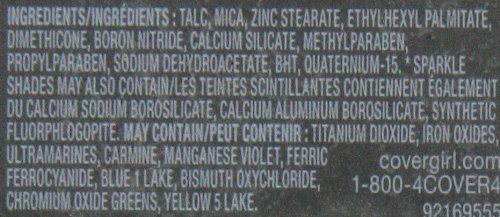 INGREDIENTS/INGRÉDIENTS: TALC, MICA, ZINC STEARATE, ETHYLHEXYL PALMITATE,
DIMETHICONE, BORON NITRIDE, CALCIUM SILICATE, METHYLPARABEN,
PROPYLPARABEN, SODIUM DEHYDROACETATE, BHT, QUATERNIUM-15. * SPARKLE
SHADES MAY ALSO CONTAIN/LES TEINTES SCINTILLANTES CONTIENNENT ÉGALEMENT
DU CALCIUM SODIUM BOROSILICATE, CALCIUM ALUMINUM BOROSILICATE, SYNTHETIC
FLUORPHLOGOPITE. MAY CONTAIN/PEUT CONTENIR : TITANIUM DIOXIDE, IRON OXIDES,
ULTRAMARINES, CARMINE, MANGANESE VIOLET, FERRIC
FERROCYANIDE, BLUE 1 LAKE, BISMUTH OXYCHLORIDE,
CHROMIUM OXIDE GREENS, YELLOW 5 LAKE.
covergirl.com
1-800-4COVER4
92169555